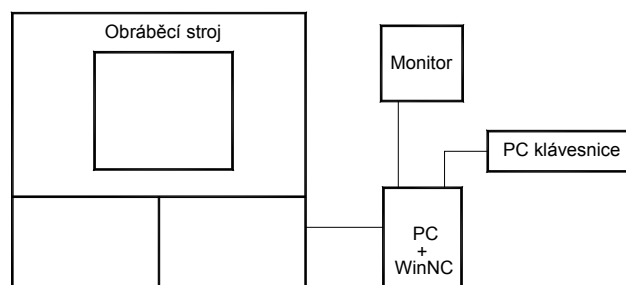 Obráběcí stroj
Monitor
PC klávesnice
PC
+
WinNC